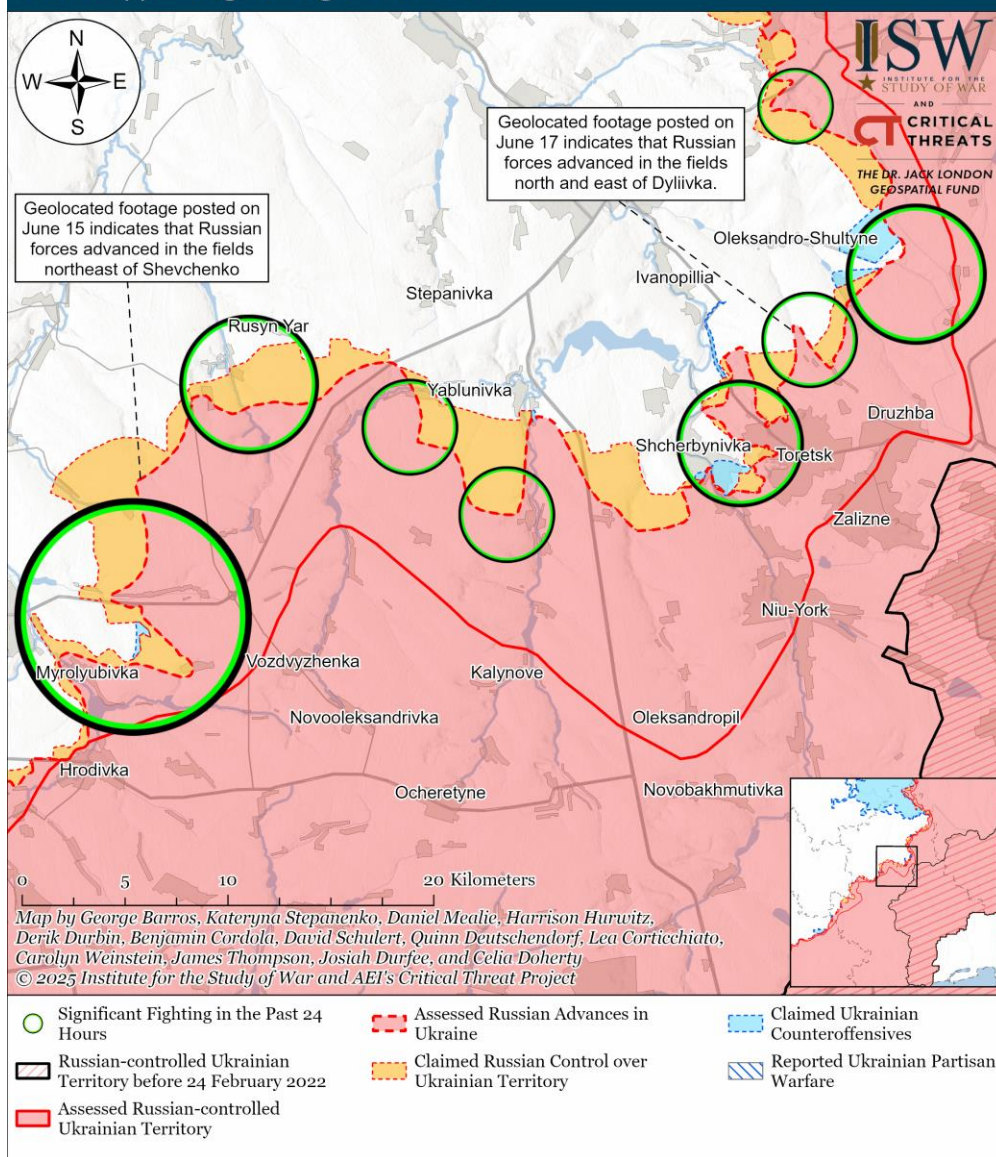 N
W E
S
ISW
INSTITUTE FOR THE
STUDY OF WAR
AND
CT CRITICAL
THREATS
THE DR. JACK LONDON
GEOSPATIAL FUND
Geolocated footage posted on
June 17 indicates that Russian
forces advanced in the fields
north and east of Dyliivka.
Geolocated footage posted on
June 15 indicates that Russian
forces advanced in the fields
northeast of Shevchenko
Oleksandro-Shultyne
Ivanopillia
Stepanivka
Rusyn Yar
Yablunivka
Druzhba
Shcherbynivka
Toretsk
Zalizne
Niu-York
Vozdvyzhenka
Myrolyubivka
Kalynove
Novooleksandrivka
Oleksandropil
Hrodivka
Ocheretyne
Novobakhmutivka
0 5 10 20 Kilometers
Map by George Barros, Kateryna Stepanenko, Daniel Mealie, Harrison Hurwitz,
Derik Durbin, Benjamin Cordola, David Schulert, Quinn Deutschendorf, Lea Corticchiato,
Carolyn Weinstein, James Thompson, Josiah Durfee, and Celia Doherty
© 2025 Institute for the Study of War and AEI's Critical Threat Project
Significant Fighting in the Past 24
Hours
Russian-controlled Ukrainian
Territory before 24 February 2022
Assessed Russian-controlled
Ukrainian Territory
Assessed Russian Advances in
Ukraine
Claimed Russian Control over
Ukrainian Territory
Claimed Ukrainian
Counteroffensives
Reported Ukrainian Partisan
Warfare